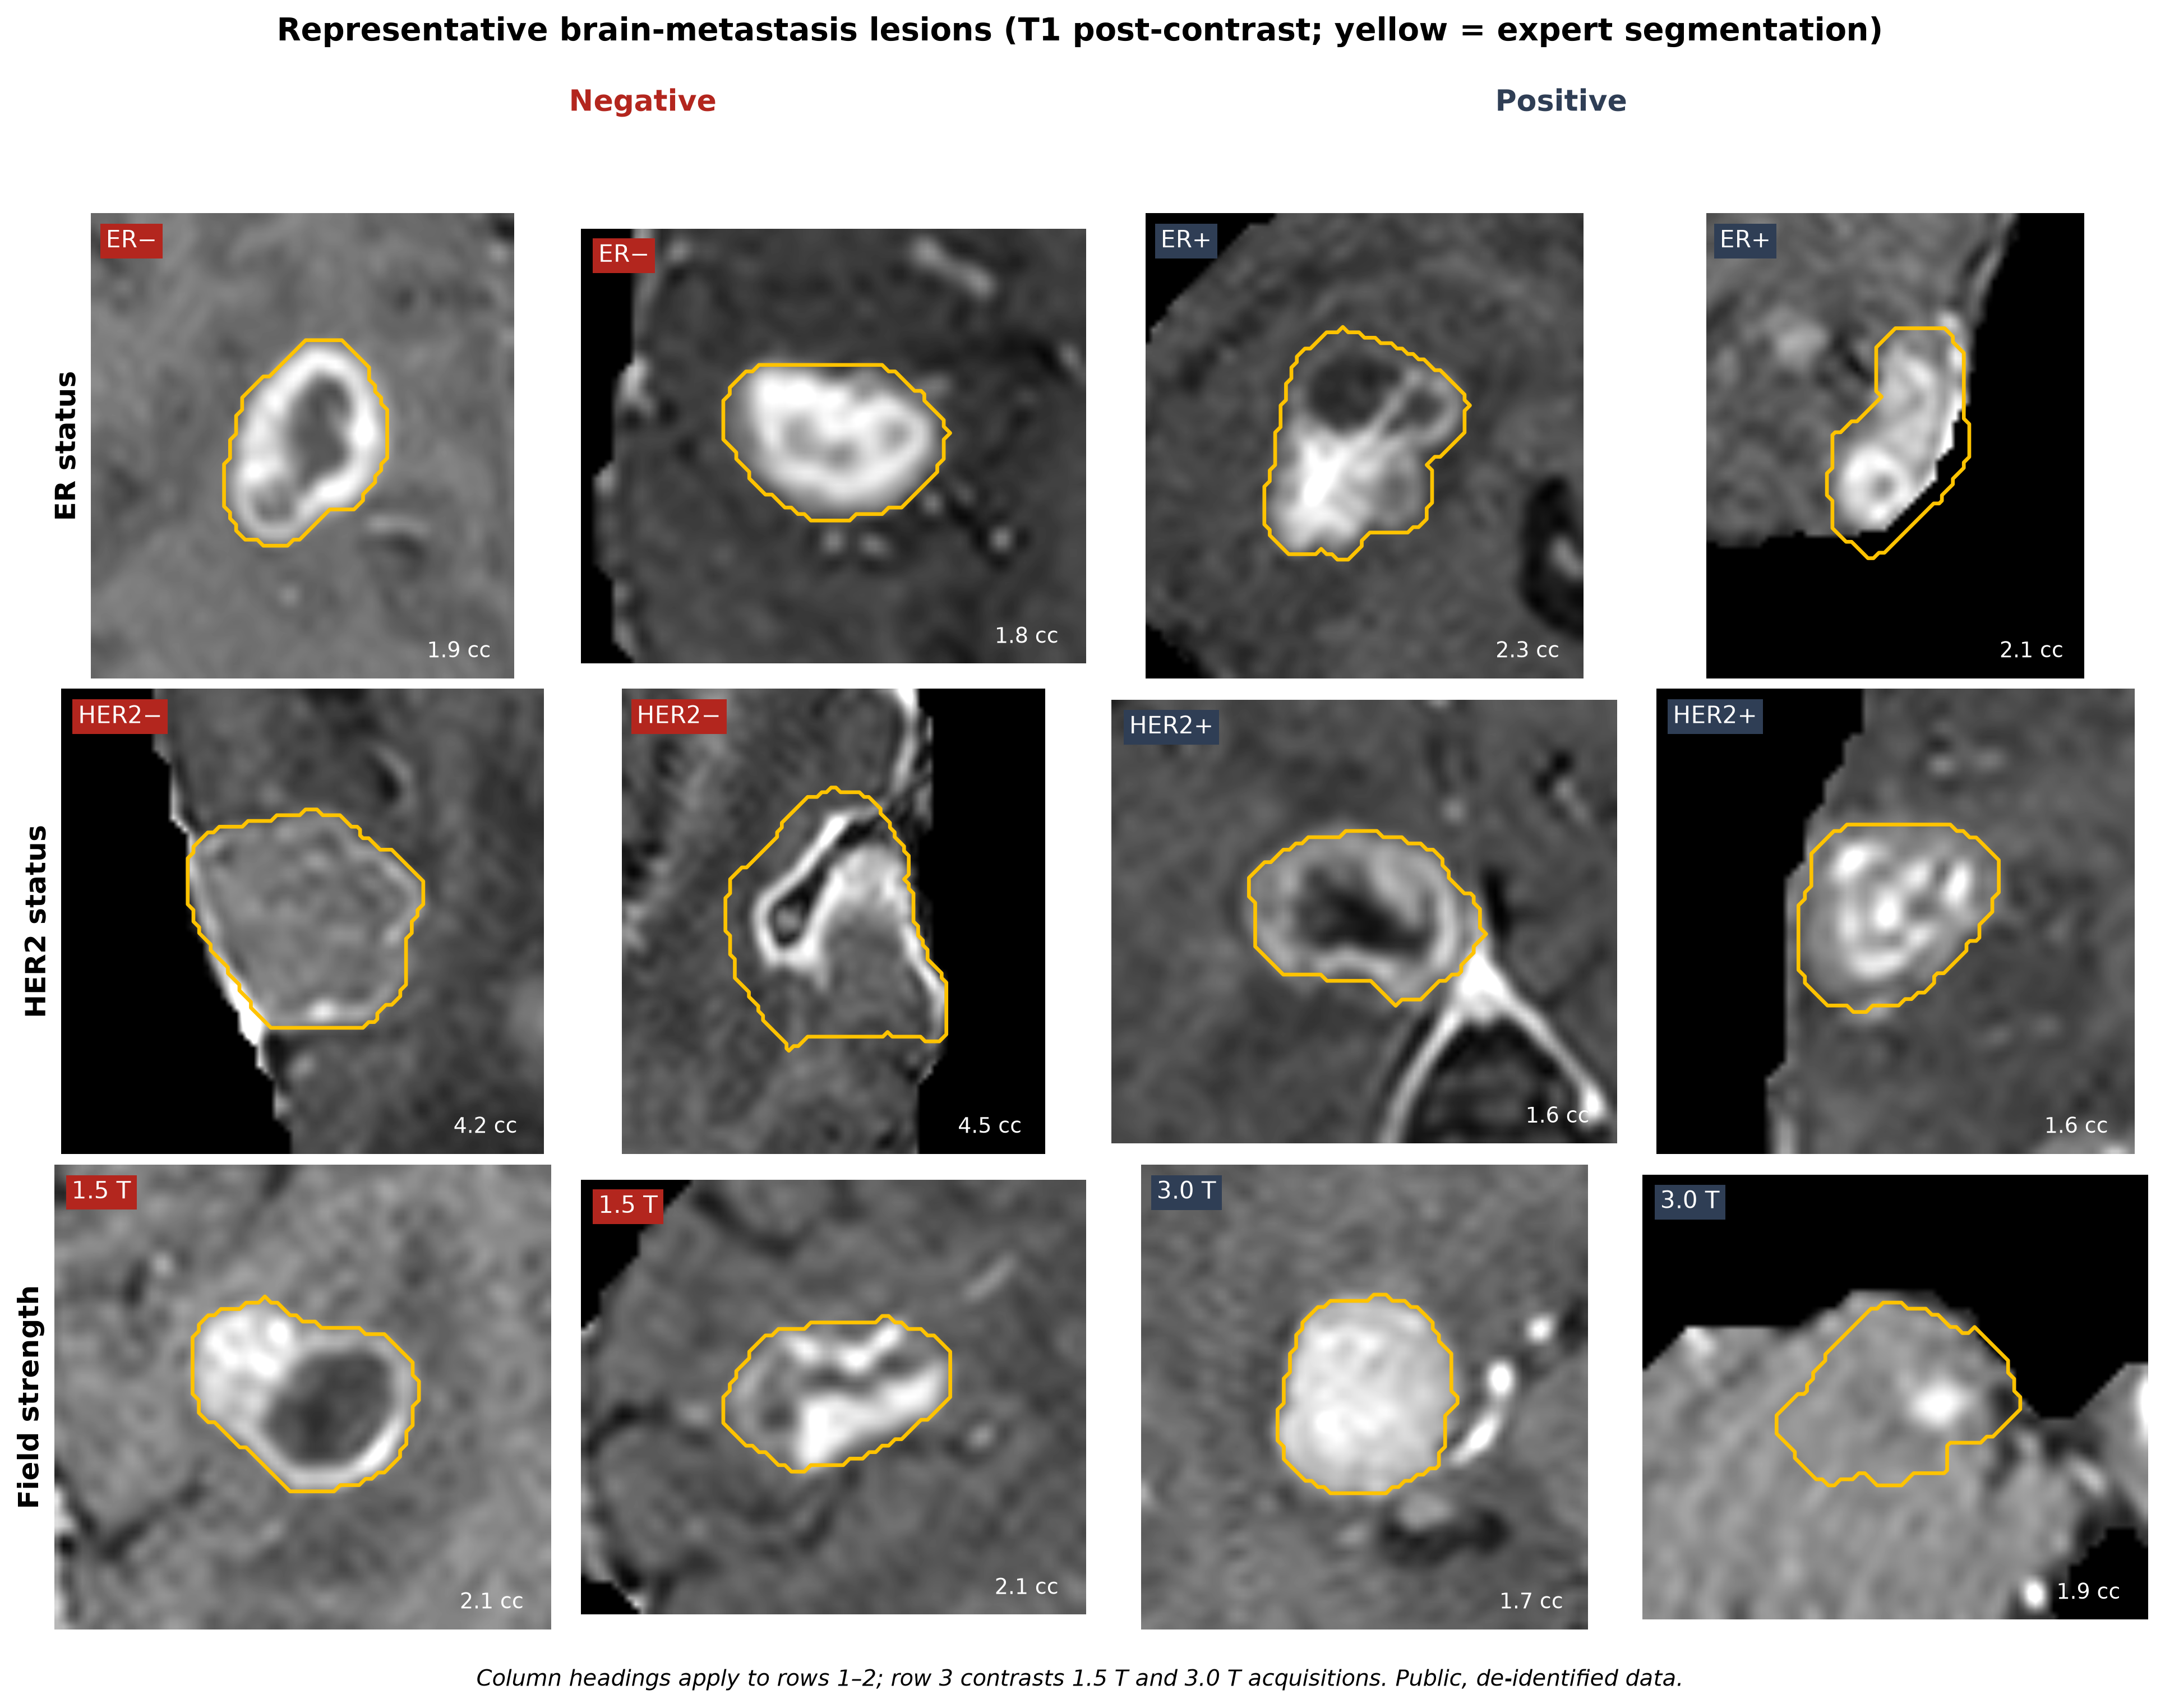 Representative brain-metastasis lesions (T1 post-contrast; yellow = expert segmentation)
Negative
Positive
ER status
ER−
1.9 cc
ER−
1.8 cc
ER+
2.3 cc
ER+
2.1 cc
HER2 status
HER2−
4.2 cc
HER2−
4.5 cc
HER2+
1.6 cc
HER2+
1.6 cc
Field strength
1.5 T
2.1 cc
1.5 T
2.1 cc
3.0 T
1.7 cc
3.0 T
1.9 cc
Column headings apply to rows 1–2; row 3 contrasts 1.5 T and 3.0 T acquisitions. Public, de-identified data.